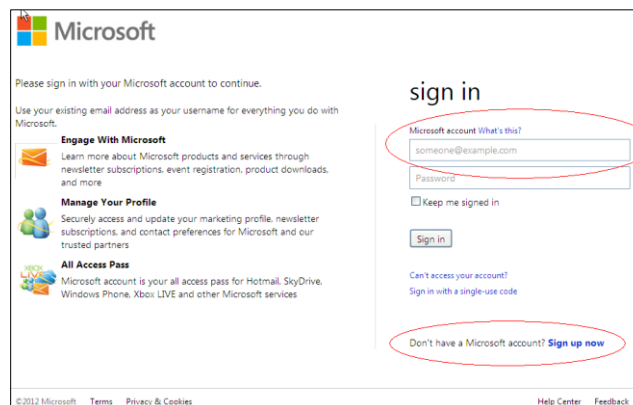 Microsoft
Please sign in with your Microsoft account to continue.
Use your existing email address as your username for everything you do with
Microsoft.
Engage With Microsoft
Learn more about Microsoft products and services through
newsletter subscriptions, event registration, product downloads,
and more
Manage Your Profile
Securely access and update your marketing profile, newsletter
subscriptions, and contact preferences for Microsoft and our
trusted partners
XBOX
LIVE
All Access Pass
Microsoft account is your all access pass for Hotmail, SkyDrive,
Windows Phone, Xbox LIVE and other Microsoft services
sign in
Microsoft account What's this?
someone@example.com
Password
Keep me signed in
Sign in
Can't access your account?
Sign in with a single-use code
Don't have a Microsoft account? Sign up now
©2012 Microsoft Terms Privacy & Cookies
Help Center Feedback